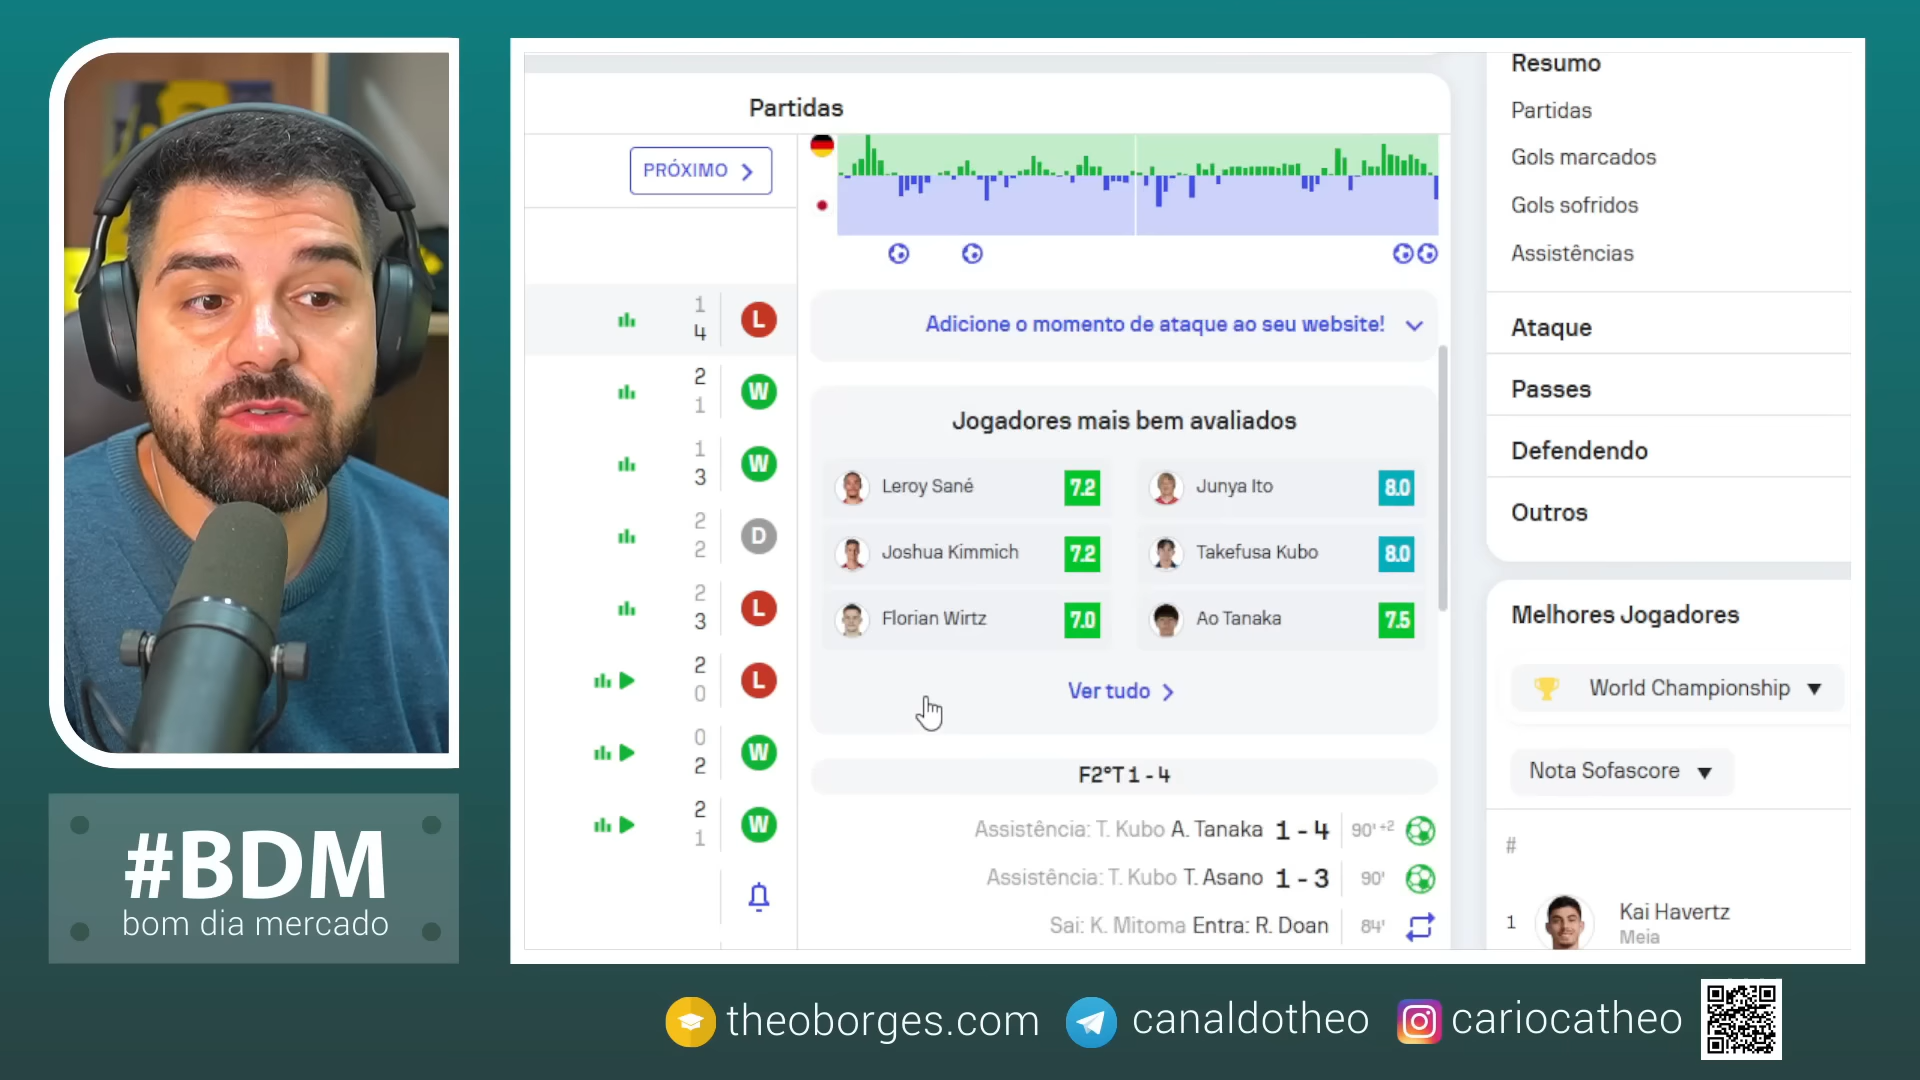 Partidas
PRÓXIMO
1
4
L
2
1
W
1
3
W
2
2
D
2
3
L
2
0
L
0
2
W
2
1
W
Adicione o momento de ataque ao seu website!
Jogadores mais bem avaliados
Leroy Sané 7.2
Junya Ito 8.0
Joshua Kimmich 7.2
Takefusa Kubo 8.0
Florian Wirtz 7.0
Ao Tanaka 7.5
Ver tudo
F2°T 1 - 4
Assistência: T. Kubo A. Tanaka 1 - 4 90'+2
Assistência: T. Kubo T. Asano 1 - 3 90'
Sai: K. Mitoma Entra: R. Doan 84'
Resumo
Partidas
Gols marcados
Gols sofridos
Assistências
Ataque
Passes
Defendendo
Outros
Melhores Jogadores
World Championship
Nota Sofascore
#
1 Kai Havertz
Meia
#BDM
bom dia mercado
theoborges.com
canaldotheo
cariocatheo